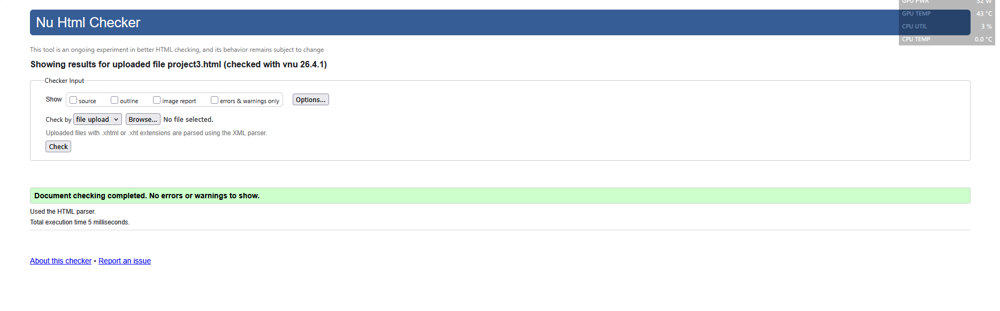 GPU PWR 32 W
Nu Html Checker
GPU TEMP 43 °C
CPU UTIL 3 %
CPU TEMP 0.0 °C
This tool is an ongoing experiment in better HTML checking, and its behavior remains subject to change
Showing results for uploaded file project3.html (checked with vnu 26.4.1)
Checker Input
Show source outline image report errors & warnings only Options...
Check by file upload Browse... No file selected.
Uploaded files with .xhtml or .xht extensions are parsed using the XML parser.
Check
Document checking completed. No errors or warnings to show.
Used the HTML parser.
Total execution time 5 milliseconds.
About this checker • Report an issue